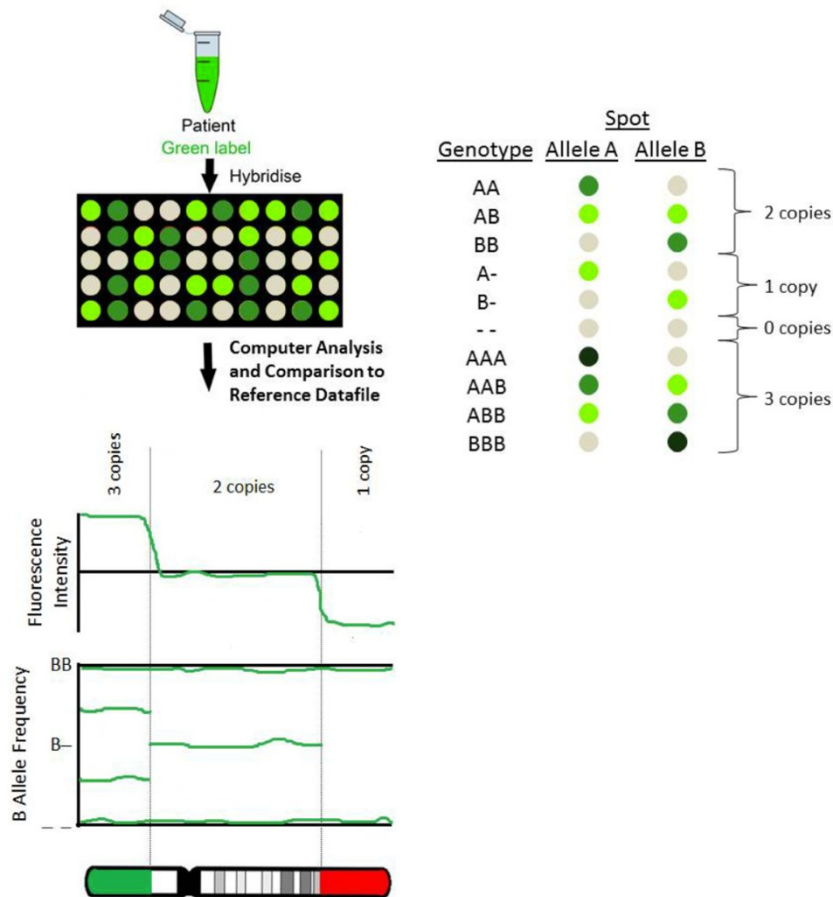 Patient
Green label
Hybridise
Computer Analysis
and Comparison to
Reference Datafile
Spot
Genotype Allele A Allele B
AA
AB
BB
2 copies
A-
B-
1 copy
- -
0 copies
AAA
AAB
ABB
BBB
3 copies
3 copies
2 copies
1 copy
Fluorescence
Intensity
B Allele Frequency
BB
B–
– –